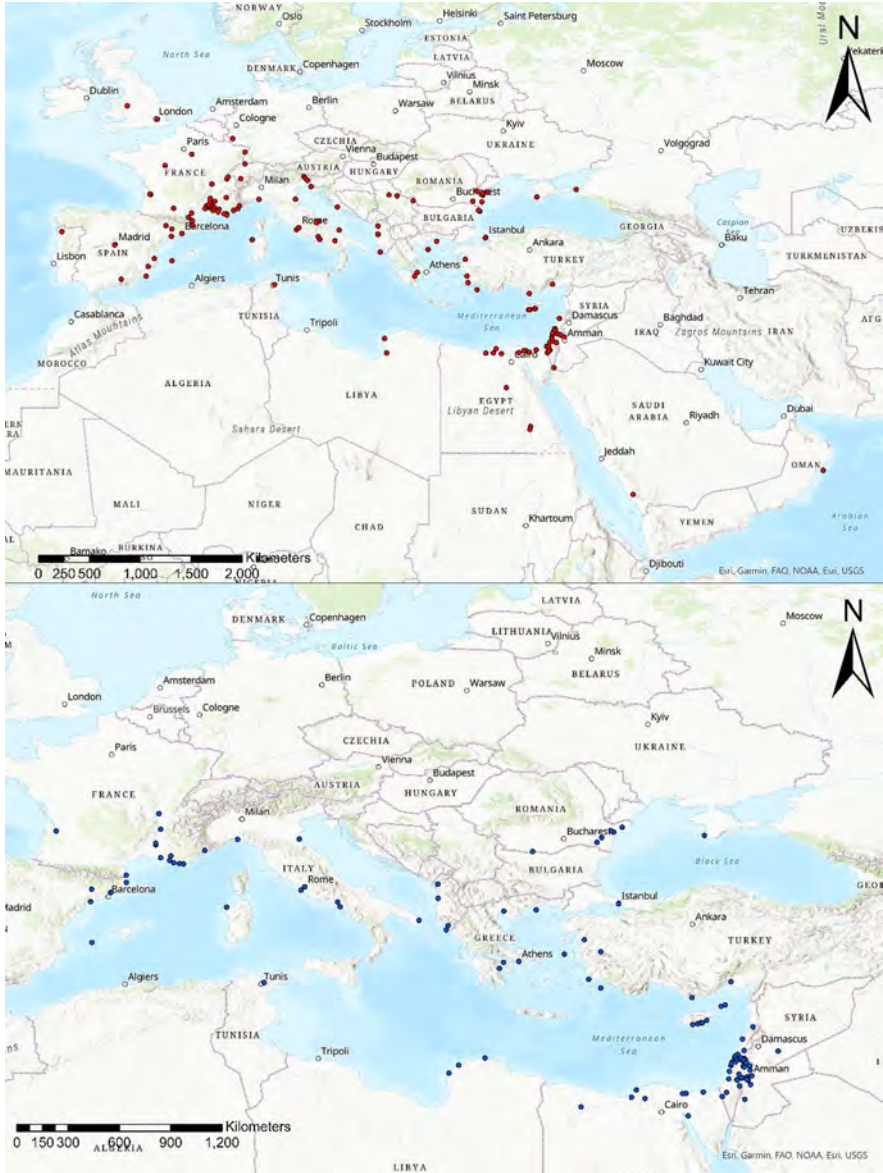 NORWAY
Oslo
Helsinki
Stockholm
Saint Petersburg
ESTONIA
North Sea
LATVIA
Moscow
DENMARK
Copenhagen
Vilnius
Minsk
BELARUS
N
Dublin
London
Amsterdam
Berlin
Warsaw
Cologne
Kyiv
Paris
CZECHIA
Vienna
UKRAINE
Volgograd
FRANCE
AUSTRIA
Budapest
HUNGARY
Milan
ROMANIA
BULGARIA
Barcelona
Rome
Istanbul
GEORGIA
Caspian
Sea
Baku
Madrid
SPAIN
Lisbon
Ankara
TURKEY
TURKMENISTAN
Athens
Algiers
Tunis
Tehran
Casablanca
TUNISIA
Tripoli
Mediterranean
Sea
SYRIA
Damascus
Baghdad
Amman
IRAQ
Zagros Mountains
IRAN
Atlas Mountains
MOROCCO
Cairo
Kuwait City
ALGERIA
LIBYA
EGYPT
Libyan Desert
SAUDI
ARABIA
Riyadh
Dubai
Sahara Desert
Jeddah
OMAN
MAURITANIA
MALI
NIGER
CHAD
SUDAN
Khartoum
YEMEN
Arabian
Sea
Bamako
BURKINA
Kilometers
Djibouti
0 250 500 1,000 1,500 2,000
Esri, Garmin, FAO, NOAA, Esri, USGS
North Sea
LATVIA
Moscow
N
DENMARK
Copenhagen
LITHUANIA
Baltic Sea
Vilnius
Minsk
BELARUS
Amsterdam
Berlin
POLAND
Warsaw
London
Brussels
Cologne
Kyiv
Paris
CZECHIA
UKRAINE
Vienna
Budapest
FRANCE
AUSTRIA
HUNGARY
Milan
ROMANIA
Black Sea
ITALY
BULGARIA
Rome
Barcelona
Istanbul
Ankara
GREECE
TURKEY
Athens
Algiers
Tunis
SYRIA
TUNISIA
Mediterranean
Sea
Damascus
Tripoli
Amman
Cairo
Kilometers
0 150 300 600 900 1,200
ALGERIA
LIBYA
Esri, Garmin, FAO, NOAA, Esri, USGS